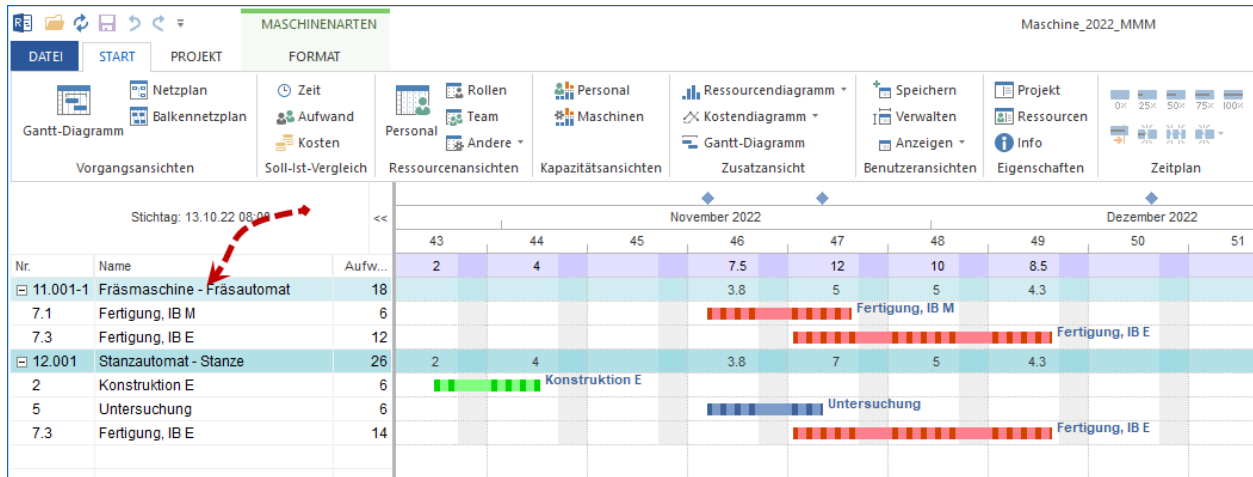 MASCHINENARTEN Maschine_2022_MMM
DATEI START PROJEKT FORMAT
Gantt-Diagramm
Netzplan
Balkennetzplan
Vorgangsansichten
Zeit
Aufwand
Kosten
Soll-Ist-Vergleich
Personal
Rollen
Team
Andere
Ressourcenansichten
Personal
Maschinen
Kapazitätsansichten
Ressourcendiagramm
Kostendiagramm
Gantt-Diagramm
Zusatzansicht
Speichern
Verwalten
Anzeigen
Benutzeransichten
Projekt
Ressourcen
Info
Eigenschaften
0% 25% 50% 75% 100%
Zeitplan
Stichtag: 13.10.22 08:00 <<
November 2022 Dezember 2022
43 44 45 46 47 48 49 50 51
Nr. Name Aufw... 2 4 7.5 12 10 8.5
11.001-1 Fräsmaschine - Fräsautomat 18 3.8 5 5 4.3
7.1 Fertigung, IB M 6 Fertigung, IB M
7.3 Fertigung, IB E 12 Fertigung, IB E
12.001 Stanzautomat - Stanze 26 2 4 3.8 7 5 4.3
2 Konstruktion E 6 Konstruktion E
5 Untersuchung 6 Untersuchung
7.3 Fertigung, IB E 14 Fertigung, IB E